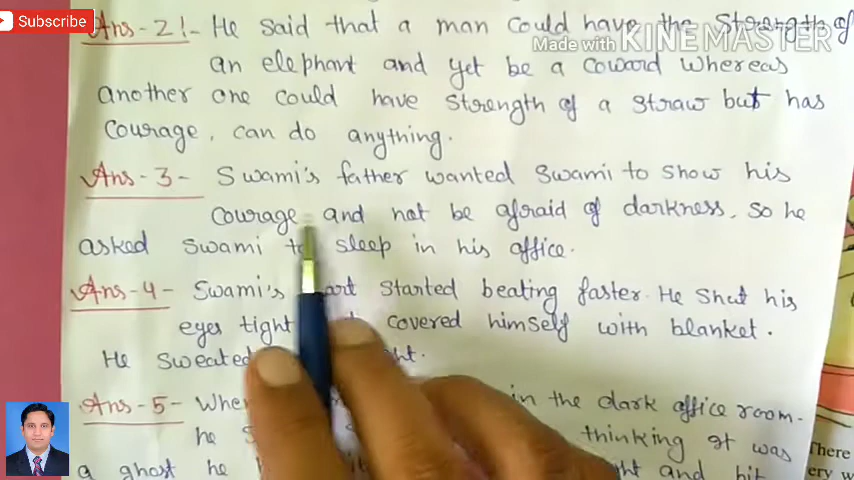 Subscribe
Made with KINEMASTER
Ans-2!- He said that a man could have the strength of
an elephant and yet be a coward whereas
another one could have strength of a straw but has
courage, can do anything.
Ans-3- Swami's father wanted Swami to show his
courage and not be afraid of darkness, so he
asked Swami to sleep in his office.
Ans-4- Swami's started beating faster. He shut his
eyes tight covered himself with blanket.
He sweated
Ans-5- in the dark office room.
he thinking it was
a ghost he and bit
There
ery w